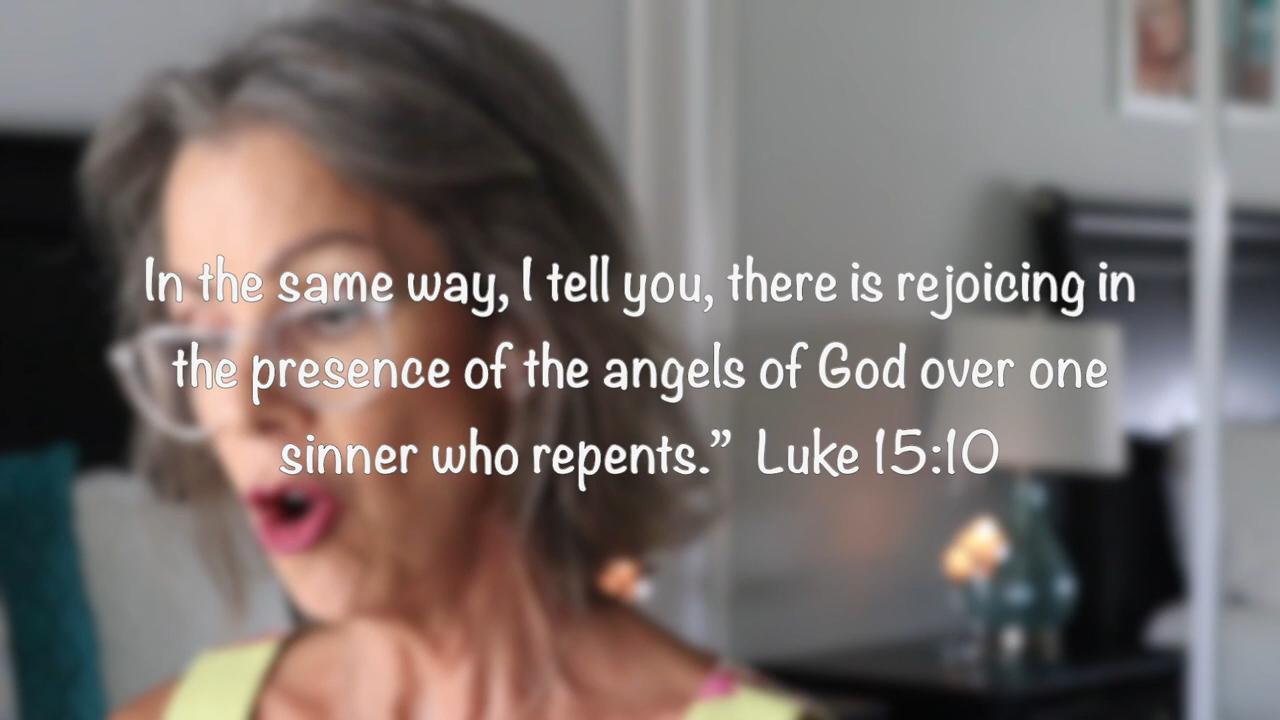 In the same way, I tell you, there is rejoicing in
the presence of the angels of God over one
sinner who repents.” Luke 15:10